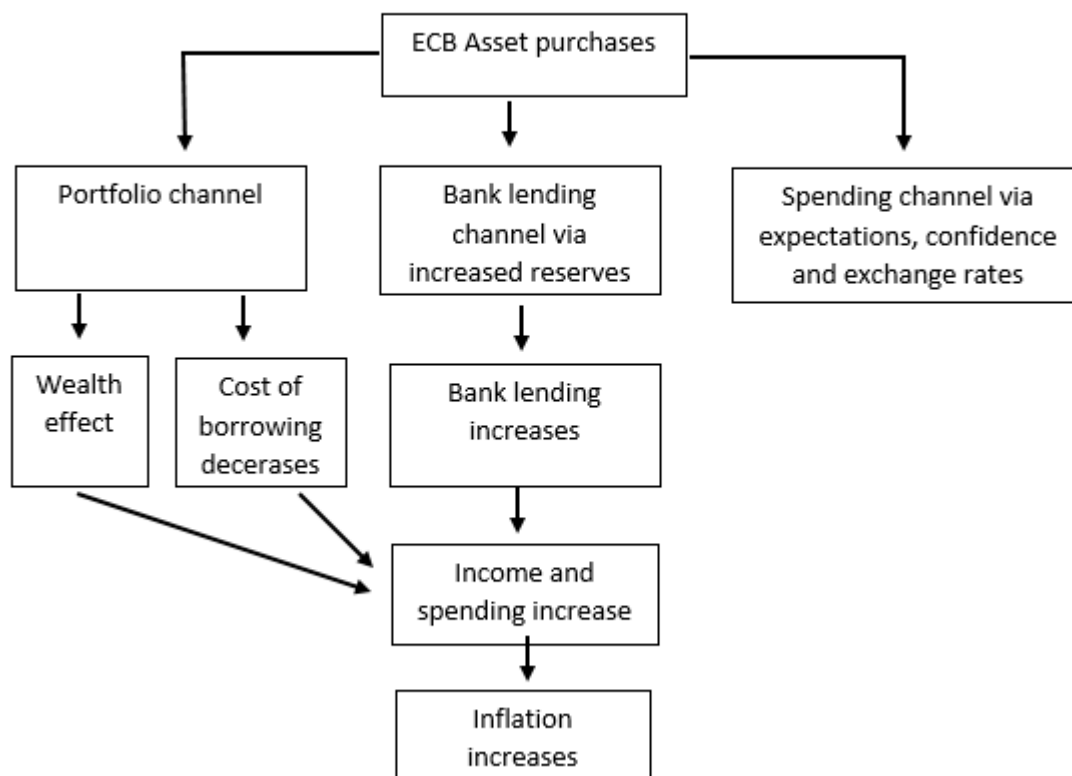 ECB Asset purchases
Portfolio channel
Bank lending
channel via
increased reserves
Spending channel via
expectations, confidence
and exchange rates
Wealth
effect
Cost of
borrowing
decerases
Bank lending
increases
Income and
spending increase
Inflation
increases